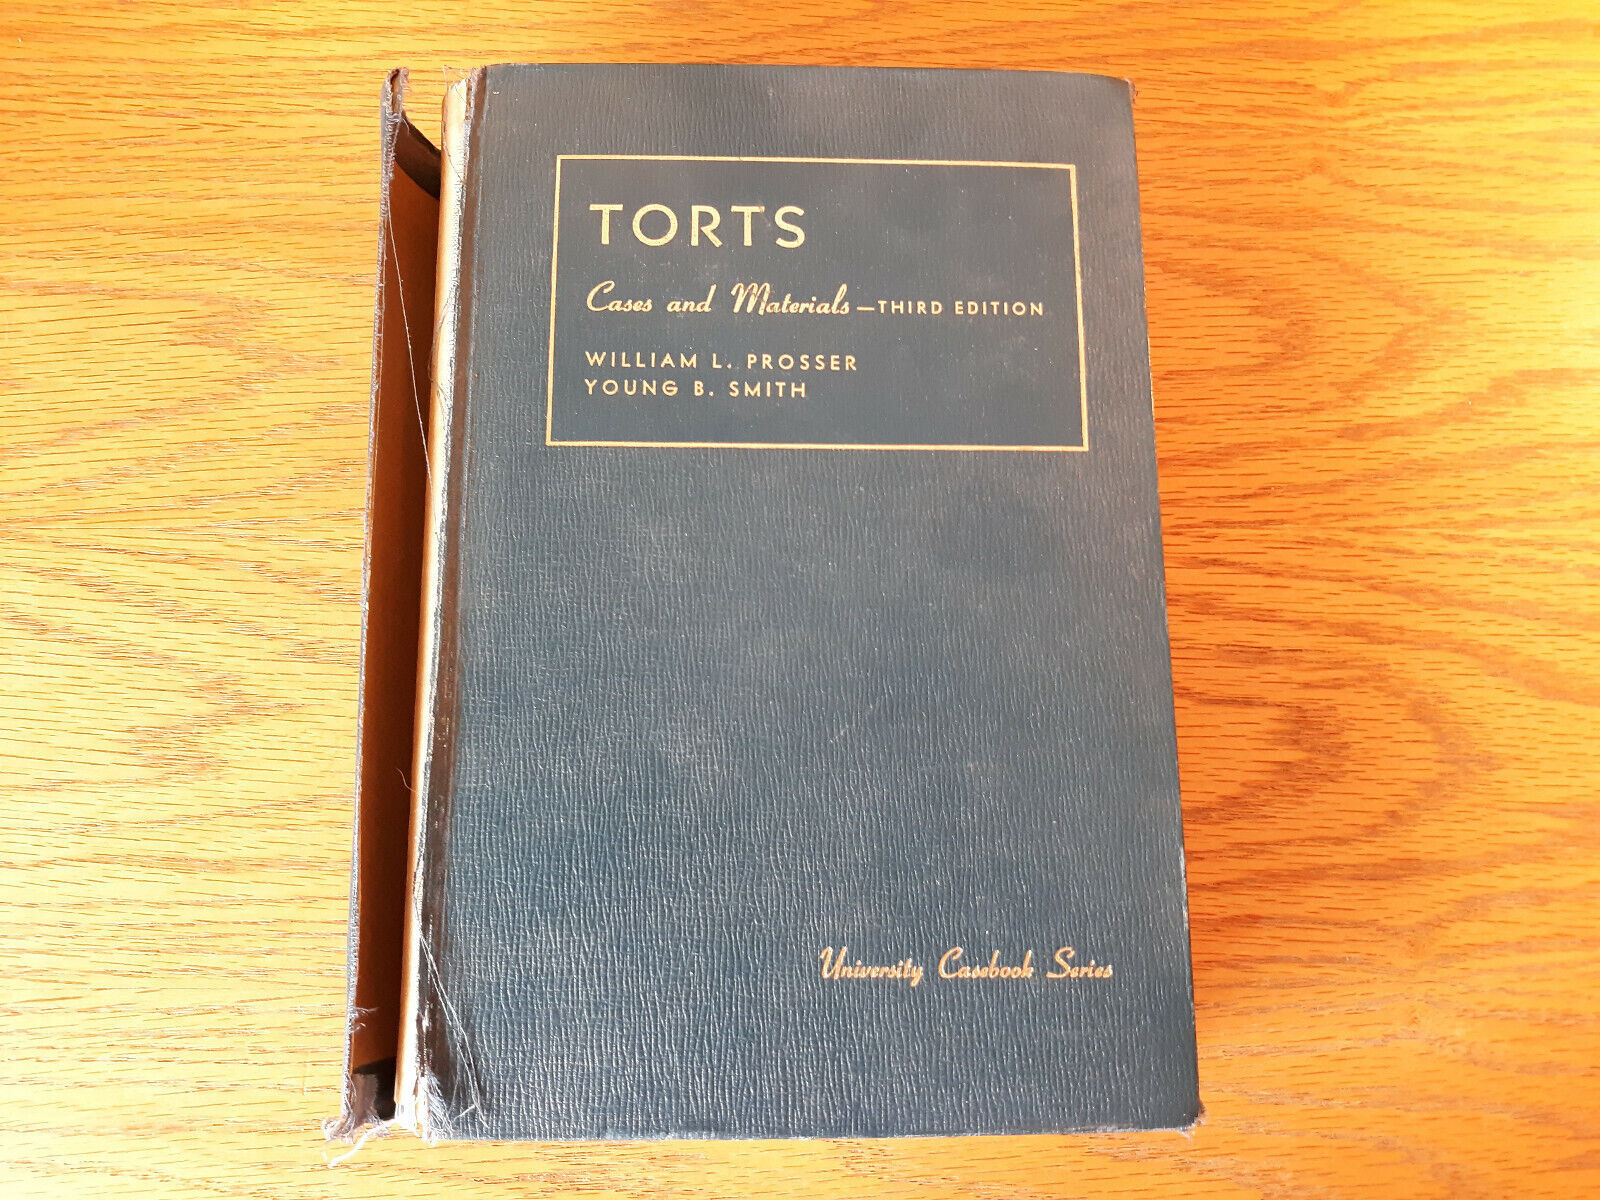 TORTS
Cases and Materials—THIRD EDITION
WILLIAM L. PROSSER
YOUNG B. SMITH
University Casebook Series